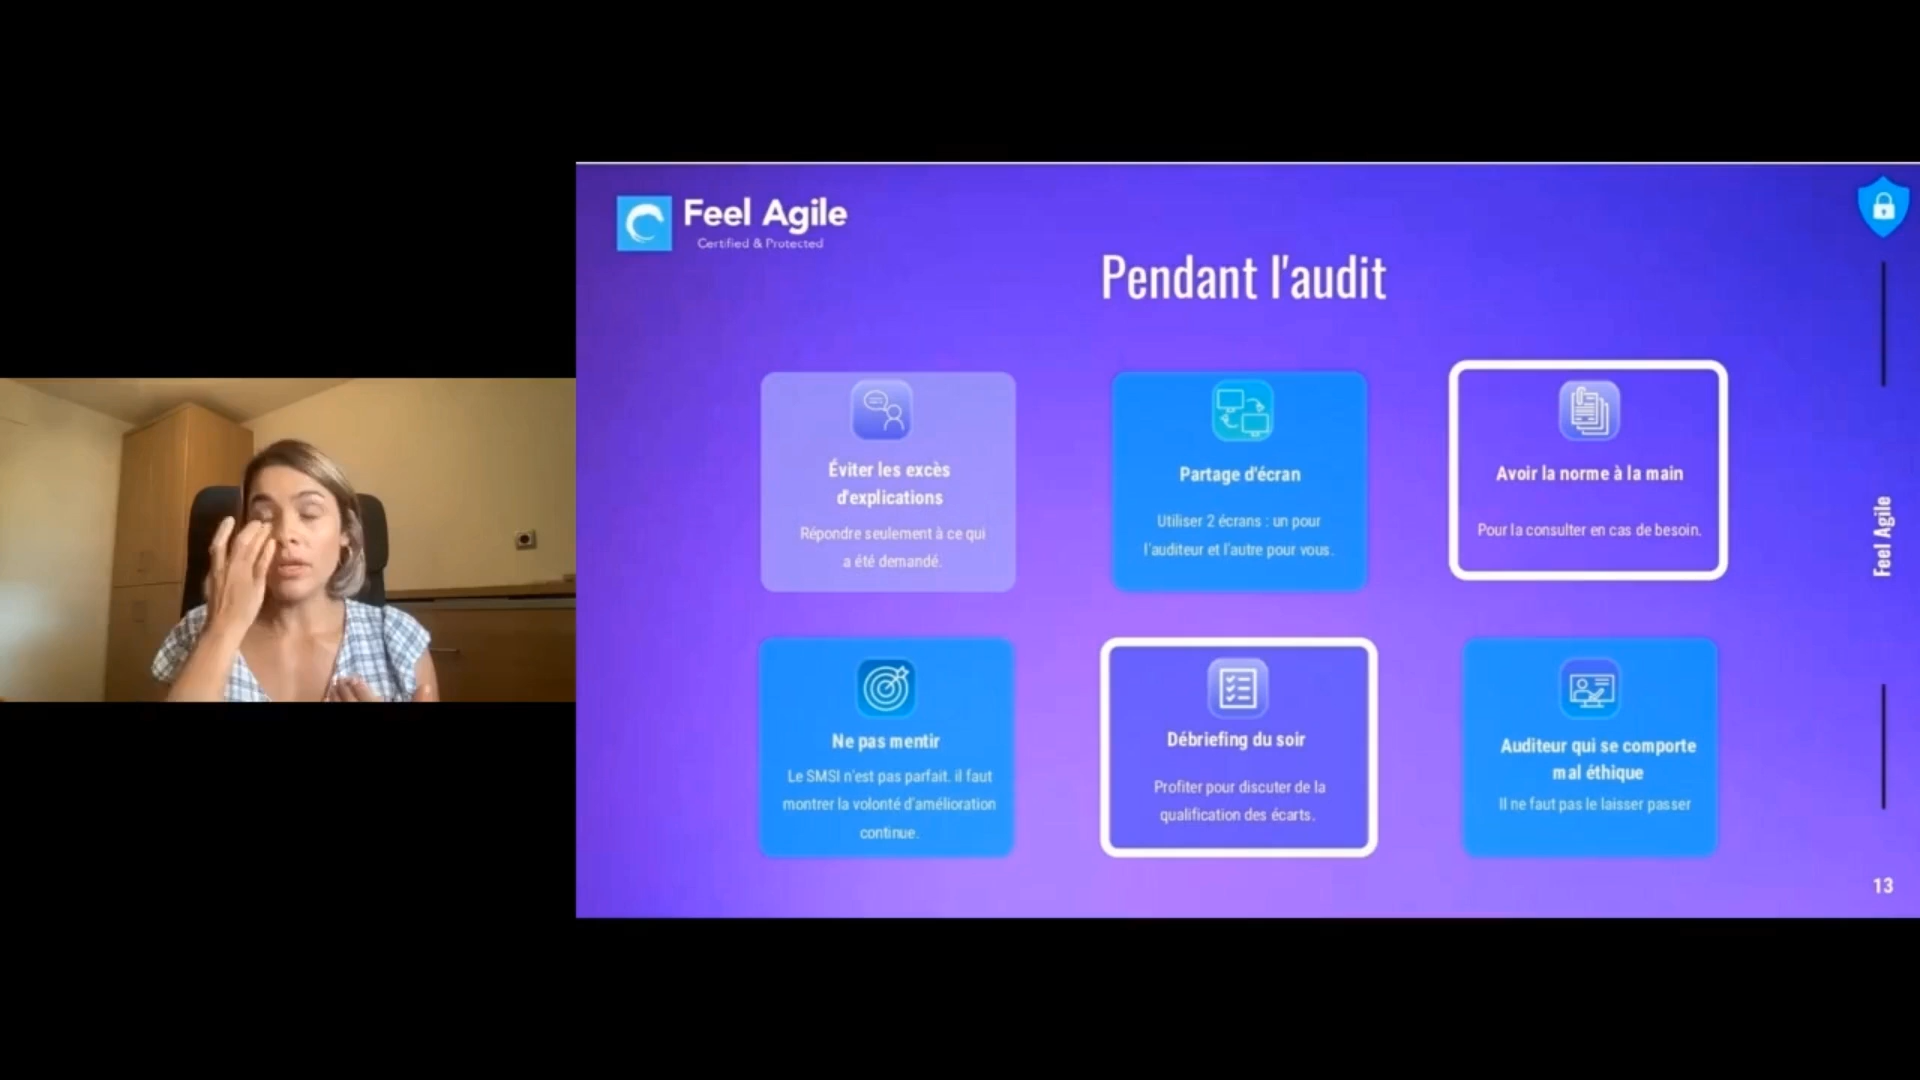 Feel Agile
Certified & Protected
Pendant l'audit
Éviter les excès
d'explications
Répondre seulement à ce qui
a été demandé.
Partage d'écran
Utiliser 2 écrans : un pour
l'auditeur et l'autre pour vous.
Avoir la norme à la main
Pour la consulter en cas de besoin.
Ne pas mentir
Le SMSI n'est pas parfait. il faut
montrer la volonté d'amélioration
continue.
Débriefing du soir
Profiter pour discuter de la
qualification des écarts.
Auditeur qui se comporte
mal éthique
Il ne faut pas le laisser passer
Feel Agile
13